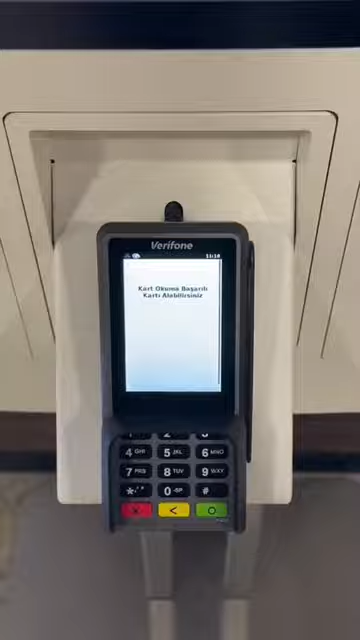 Verifone
11:18
Kart Okuma Başarılı
Kartı Alabilirsiniz
4 GHI 5 JKL 6 MNO
7 PRS 8 TUV 9 WXY
0 #
X < O